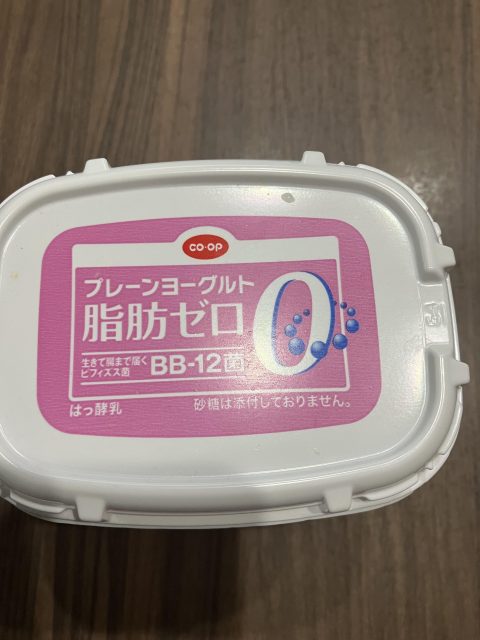 CO·OP
プレーンヨーグルト
脂肪ゼロ
0
生きて腸まで届く
ビフィズス菌
BB-12菌
はっ酵乳
砂糖は添付しておりません。